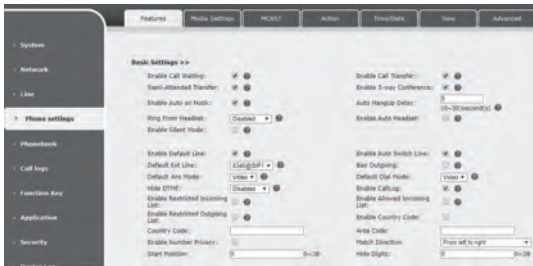 Features Media Settings MCAST Action Time/Date Tone Advanced
System
Network
Line
Phone settings
Phonebook
Call logs
Function Key
Application
Security
Basic Settings >>
Enable Call Waiting: Enable Call Transfer:
Semi-Attended Transfer: Enable 3-way Conference:
Enable Auto on Hook: Auto Hangup Delay: 3 (0~30)second(s)
Ring From Headset: Disabled Enable Auto Headset:
Enable Silent Mode:
Enable Default Line: Enable Auto Switch Line:
Default Ext Line: Ban Outgoing:
Default Ans Mode: Video Default Dial Mode: Video
Hide DTMF: Disabled Enable CallLog:
Enable Restricted Incoming List: Enable Allowed Incoming List:
Enable Restricted Outgoing List: Enable Country Code:
Country Code: Area Code:
Enable Number Privacy: Match Direction: From left to right
Start Position: 0 0~38 Hide Digits: 0 0~38